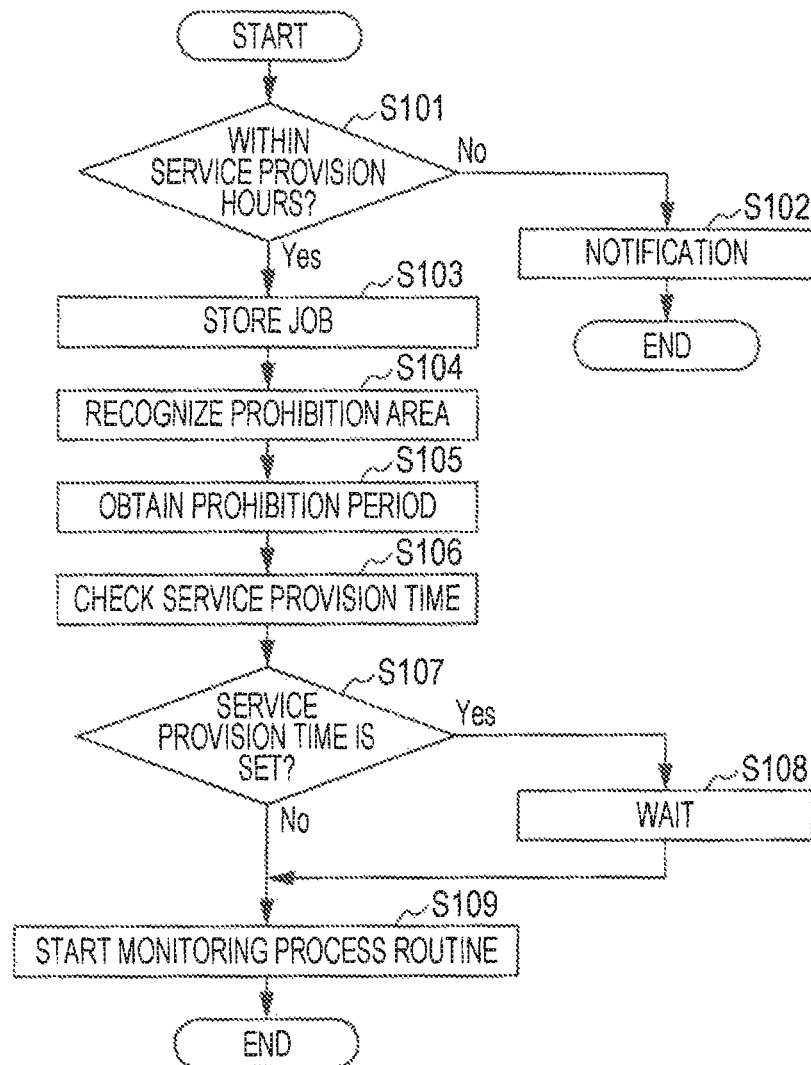 START
S101
WITHIN
SERVICE PROVISION
HOURS?
No
Yes
S102
NOTIFICATION
END
S103
STORE JOB
S104
RECOGNIZE PROHIBITION AREA
S105
OBTAIN PROHIBITION PERIOD
S106
CHECK SERVICE PROVISION TIME
S107
SERVICE
PROVISION TIME IS
SET?
Yes
No
S108
WAIT
S109
START MONITORING PROCESS ROUTINE
END